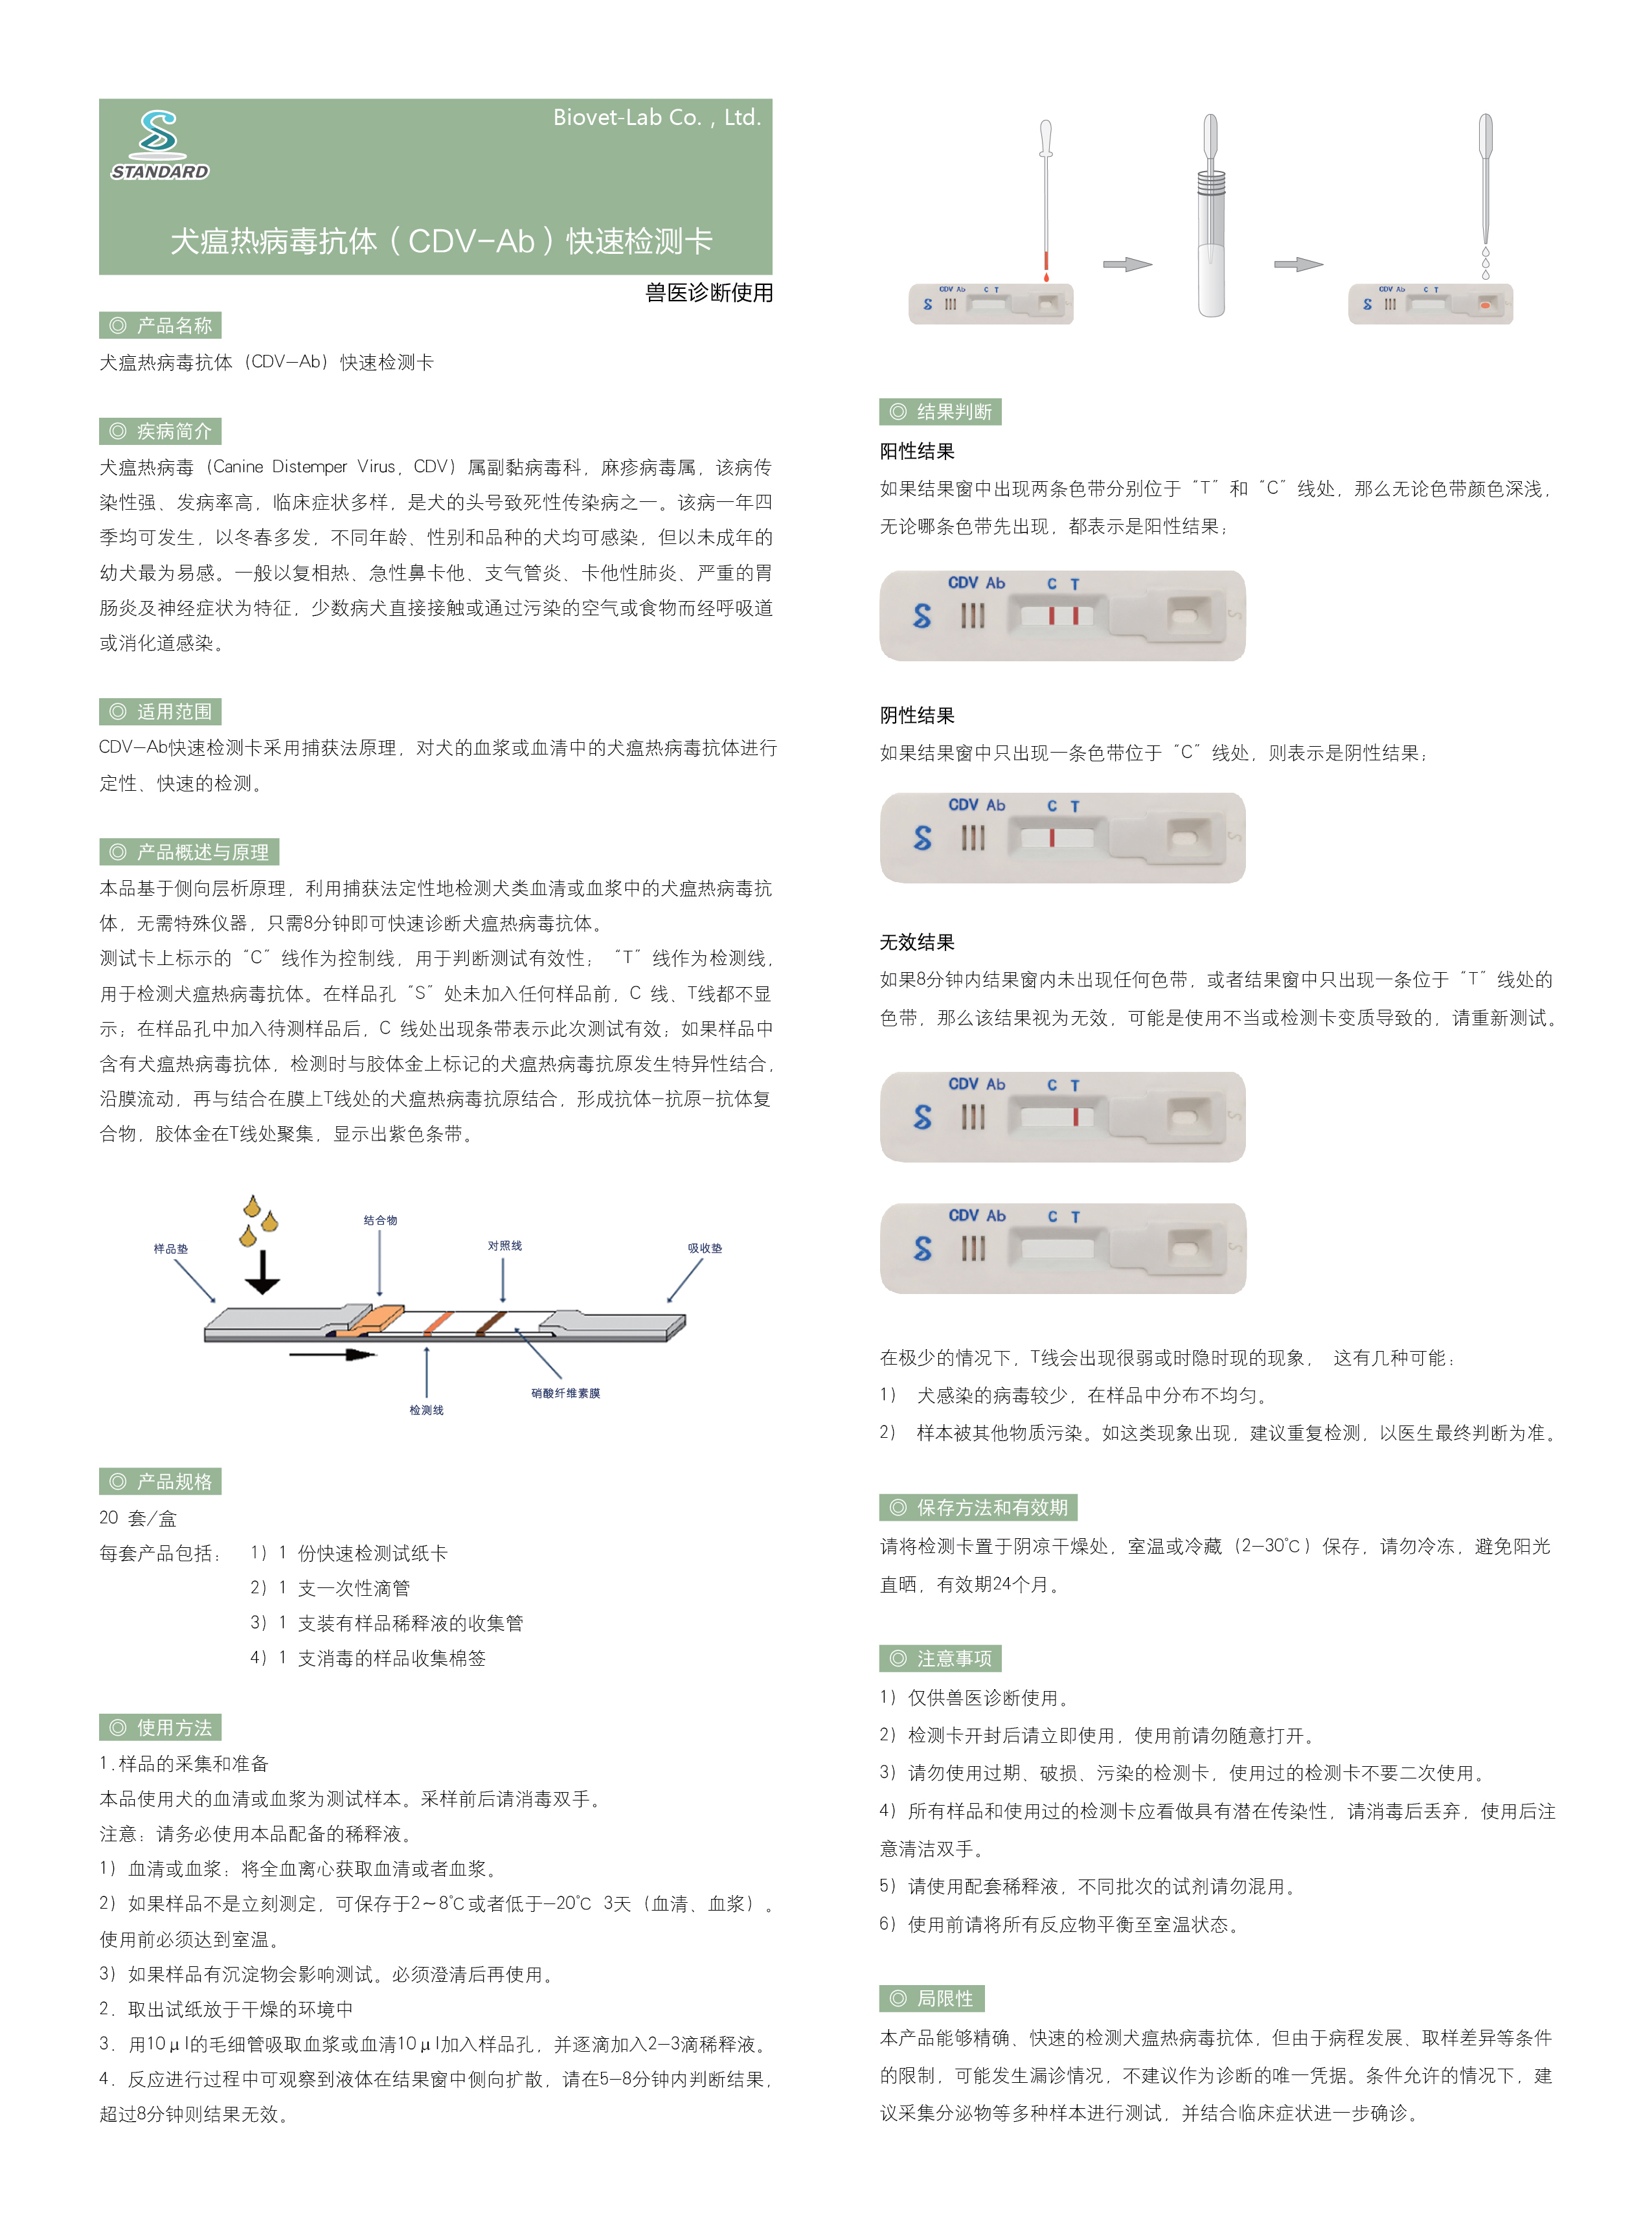 Biovet-Lab Co. , Ltd.
STANDARD
犬瘟热病毒抗体（CDV-Ab）快速检测卡
兽医诊断使用
◎ 产品名称
犬瘟热病毒抗体（CDV-Ab）快速检测卡
◎ 疾病简介
犬瘟热病毒（Canine Distemper Virus，CDV）属副黏病毒科，麻疹病毒属，该病传
染性强、发病率高，临床症状多样，是犬的头号致死性传染病之一。该病一年四
季均可发生，以冬春多发，不同年龄、性别和品种的犬均可感染，但以未成年的
幼犬最为易感。一般以复相热、急性鼻卡他、支气管炎、卡他性肺炎、严重的胃
肠炎及神经症状为特征，少数病犬直接接触或通过污染的空气或食物而经呼吸道
或消化道感染。
◎ 适用范围
CDV-Ab快速检测卡采用捕获法原理，对犬的血浆或血清中的犬瘟热病毒抗体进行
定性、快速的检测。
◎ 产品概述与原理
本品基于侧向层析原理，利用捕获法定性地检测犬类血清或血浆中的犬瘟热病毒抗
体，无需特殊仪器，只需8分钟即可快速诊断犬瘟热病毒抗体。
测试卡上标示的“C”线作为控制线，用于判断测试有效性；“T”线作为检测线，
用于检测犬瘟热病毒抗体。在样品孔“S”处未加入任何样品前，C 线、T线都不显
示；在样品孔中加入待测样品后，C 线处出现条带表示此次测试有效；如果样品中
含有犬瘟热病毒抗体，检测时与胶体金上标记的犬瘟热病毒抗原发生特异性结合，
沿膜流动，再与结合在膜上T线处的犬瘟热病毒抗原结合，形成抗体-抗原-抗体复
合物，胶体金在T线处聚集，显示出紫色条带。
结合物
样品垫
对照线
吸收垫
硝酸纤维素膜
检测线
◎ 产品规格
20 套/盒
每套产品包括： 1）1 份快速检测试纸卡
2）1 支一次性滴管
3）1 支装有样品稀释液的收集管
4）1 支消毒的样品收集棉签
◎ 使用方法
1.样品的采集和准备
本品使用犬的血清或血浆为测试样本。采样前后请消毒双手。
注意：请务必使用本品配备的稀释液。
1）血清或血浆：将全血离心获取血清或者血浆。
2）如果样品不是立刻测定，可保存于2~8℃或者低于-20℃ 3天（血清、血浆）。
使用前必须达到室温。
3）如果样品有沉淀物会影响测试。必须澄清后再使用。
2．取出试纸放于干燥的环境中
3．用10μl的毛细管吸取血浆或血清10μl加入样品孔，并逐滴加入2-3滴稀释液。
4．反应进行过程中可观察到液体在结果窗中侧向扩散，请在5-8分钟内判断结果，
超过8分钟则结果无效。
CDV Ab C T
S
CDV Ab C T
S
◎ 结果判断
阳性结果
如果结果窗中出现两条色带分别位于“T”和“C”线处，那么无论色带颜色深浅，
无论哪条色带先出现，都表示是阳性结果；
CDV Ab C T
S S
阴性结果
如果结果窗中只出现一条色带位于“C”线处，则表示是阴性结果；
CDV Ab C T
S S
无效结果
如果8分钟内结果窗内未出现任何色带，或者结果窗中只出现一条位于“T”线处的
色带，那么该结果视为无效，可能是使用不当或检测卡变质导致的，请重新测试。
CDV Ab C T
S S
CDV Ab C T
S S
在极少的情况下，T线会出现很弱或时隐时现的现象， 这有几种可能：
1） 犬感染的病毒较少，在样品中分布不均匀。
2） 样本被其他物质污染。如这类现象出现，建议重复检测，以医生最终判断为准。
◎ 保存方法和有效期
请将检测卡置于阴凉干燥处，室温或冷藏（2-30℃）保存，请勿冷冻，避免阳光
直晒，有效期24个月。
◎ 注意事项
1）仅供兽医诊断使用。
2）检测卡开封后请立即使用，使用前请勿随意打开。
3）请勿使用过期、破损、污染的检测卡，使用过的检测卡不要二次使用。
4）所有样品和使用过的检测卡应看做具有潜在传染性，请消毒后丢弃，使用后注
意清洁双手。
5）请使用配套稀释液，不同批次的试剂请勿混用。
6）使用前请将所有反应物平衡至室温状态。
◎ 局限性
本产品能够精确、快速的检测犬瘟热病毒抗体，但由于病程发展、取样差异等条件
的限制，可能发生漏诊情况，不建议作为诊断的唯一凭据。条件允许的情况下，建
议采集分泌物等多种样本进行测试，并结合临床症状进一步确诊。